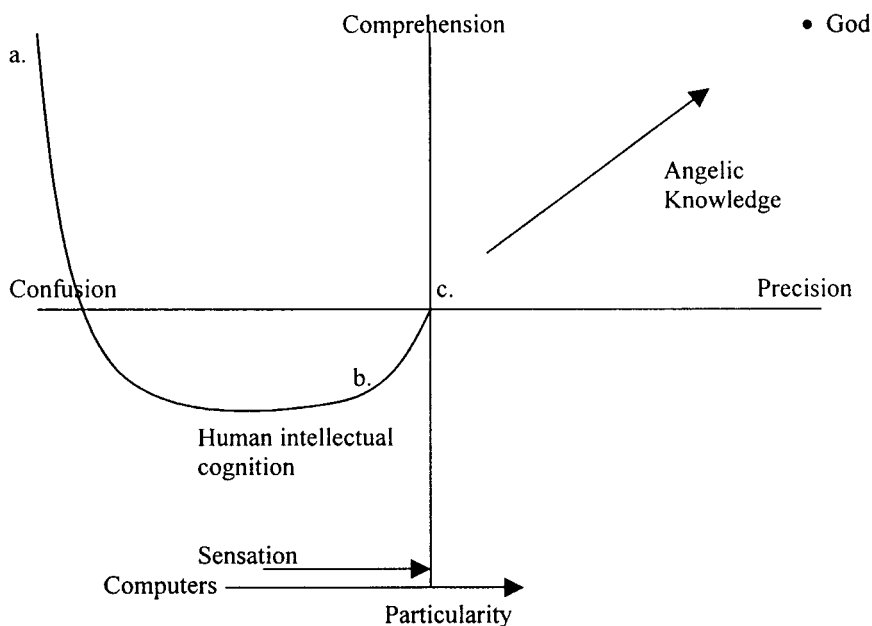 Comprehension
• God
a.
Angelic
Knowledge
Confusion
c.
Precision
b.
Human intellectual
cognition
Sensation
Computers
Particularity